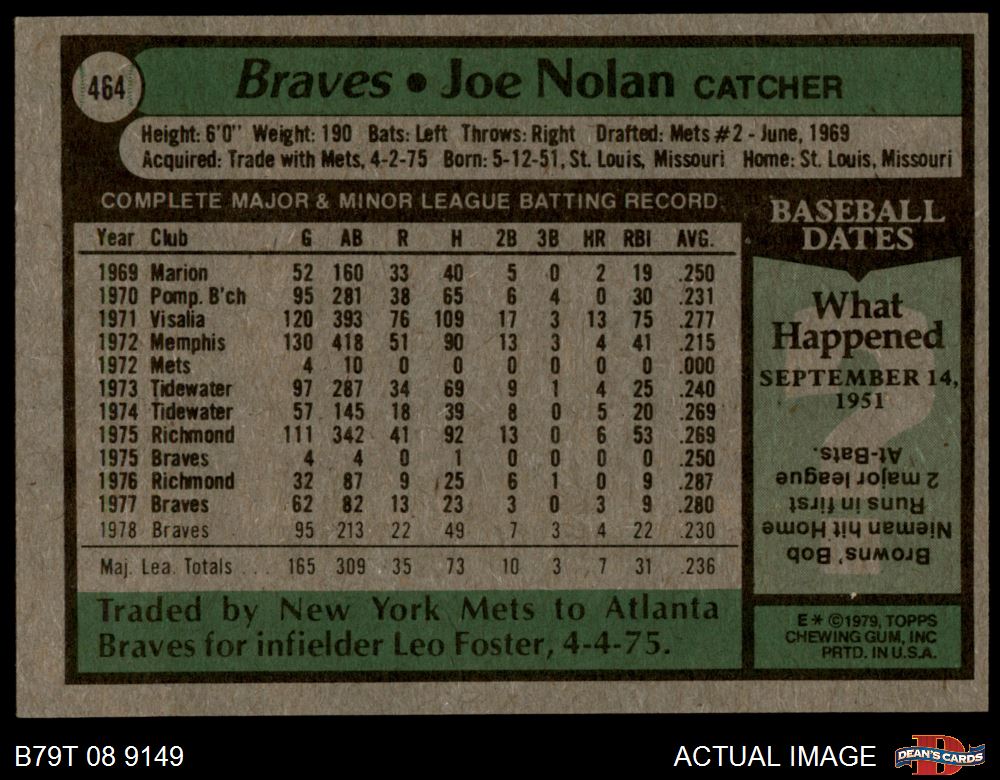 464
Braves • Joe Nolan CATCHER
Height: 6'0" Weight: 190 Bats: Left Throws: Right Drafted: Mets #2 - June, 1969
Acquired: Trade with Mets, 4-2-75 Born: 5-12-51, St. Louis, Missouri Home: St. Louis, Missouri
COMPLETE MAJOR & MINOR LEAGUE BATTING RECORD.
Year Club G AB R H 2B 3B HR RBI AVG.
1969 Marion 52 160 33 40 5 0 2 19 .250
1970 Pomp. B'ch 95 281 38 65 6 4 0 30 .231
1971 Visalia 120 393 76 109 17 3 13 75 .277
1972 Memphis 130 418 51 90 13 3 4 41 .215
1972 Mets 4 10 0 0 0 0 0 0 .000
1973 Tidewater 97 287 34 69 9 1 4 25 .240
1974 Tidewater 57 145 18 39 8 0 5 20 .269
1975 Richmond 111 342 41 92 13 0 6 53 .269
1975 Braves 4 4 0 1 0 0 0 0 .250
1976 Richmond 32 87 9 25 6 1 0 9 .287
1977 Braves 62 82 13 23 3 0 3 9 .280
1978 Braves 95 213 22 49 7 3 4 22 .230
Maj. Lea. Totals ... 165 309 35 73 10 3 7 31 .236
Traded by New York Mets to Atlanta
Braves for infielder Leo Foster, 4-4-75.
BASEBALL
DATES
What
Happened
SEPTEMBER 14,
1951
?
Browns' Bob
Nieman hit Home
Runs in first
2 major league
At-Bats.
E * ©1979, TOPPS
CHEWING GUM, INC
PRTD. IN U.S.A.
B79T 08 9149
ACTUAL IMAGE
D
DEAN'S CARDS